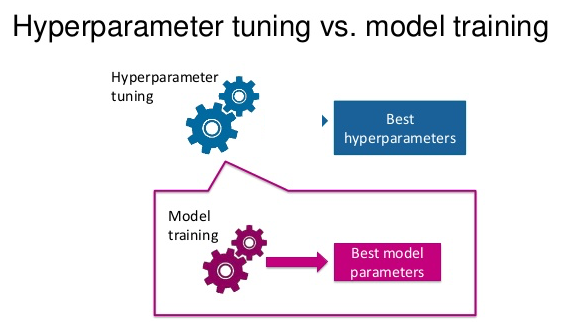 Hyperparameter tuning vs. model training
Hyperparameter
tuning
Best
hyperparameters
Model
training
Best model
parameters